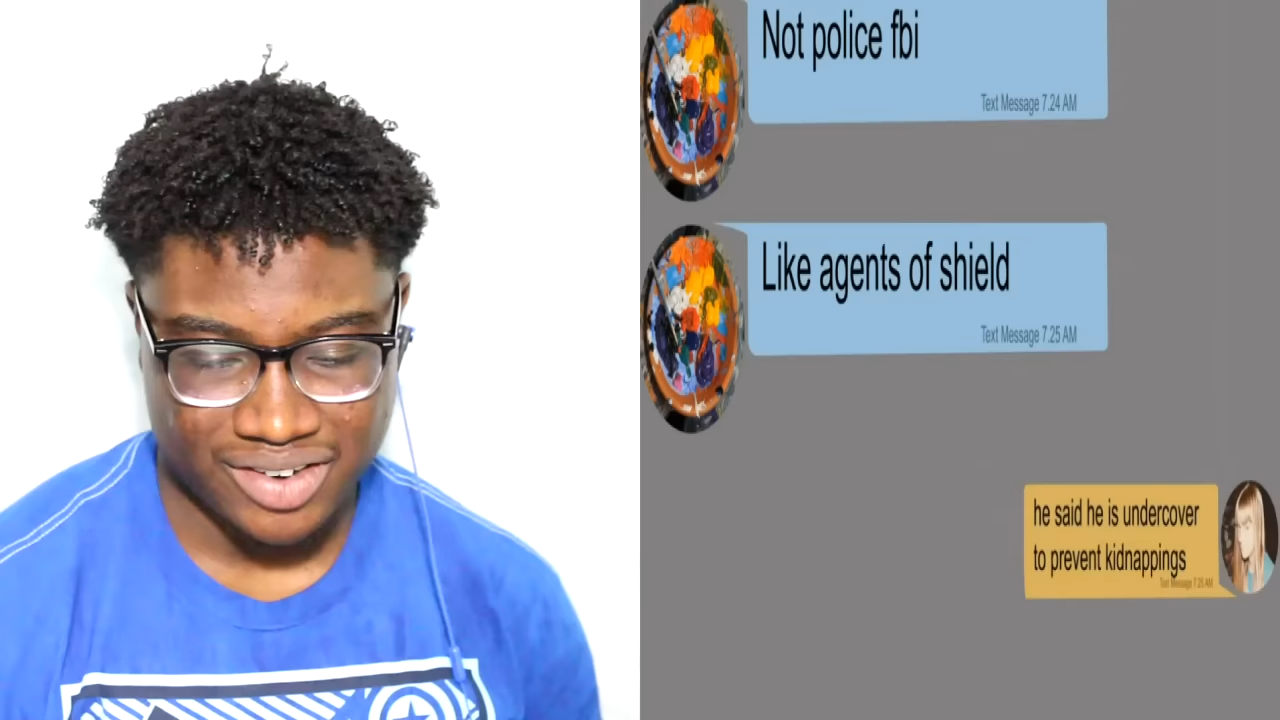 Not police fbi
Text Message 7.24 AM
Like agents of shield
Text Message 7.25 AM
he said he is undercover
to prevent kidnappings
Text Message 7.25 AM